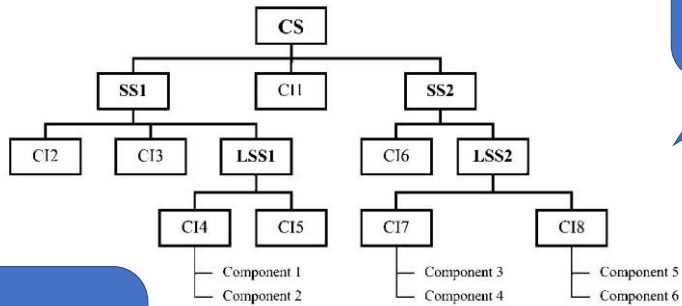 CS
SS1 CI1 SS2
CI2 CI3 LSS1 CI6 LSS2
CI4 CI5 CI7 CI8
Component 1 Component 3 Component 5
Component 2 Component 4 Component 6